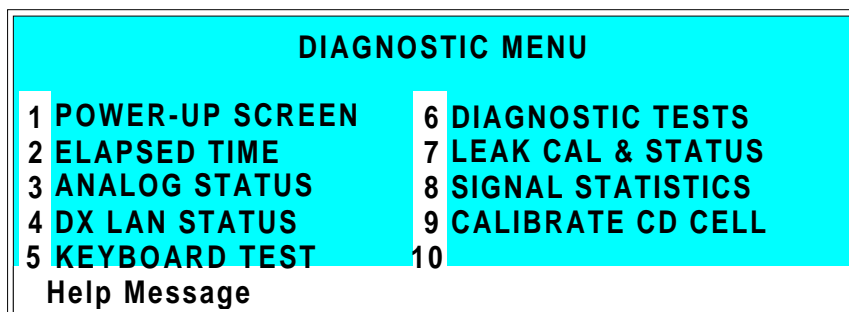 DIAGNOSTIC MENU
1 POWER-UP SCREEN 6 DIAGNOSTIC TESTS
2 ELAPSED TIME 7 LEAK CAL & STATUS
3 ANALOG STATUS 8 SIGNAL STATISTICS
4 DX LAN STATUS 9 CALIBRATE CD CELL
5 KEYBOARD TEST 10
Help Message